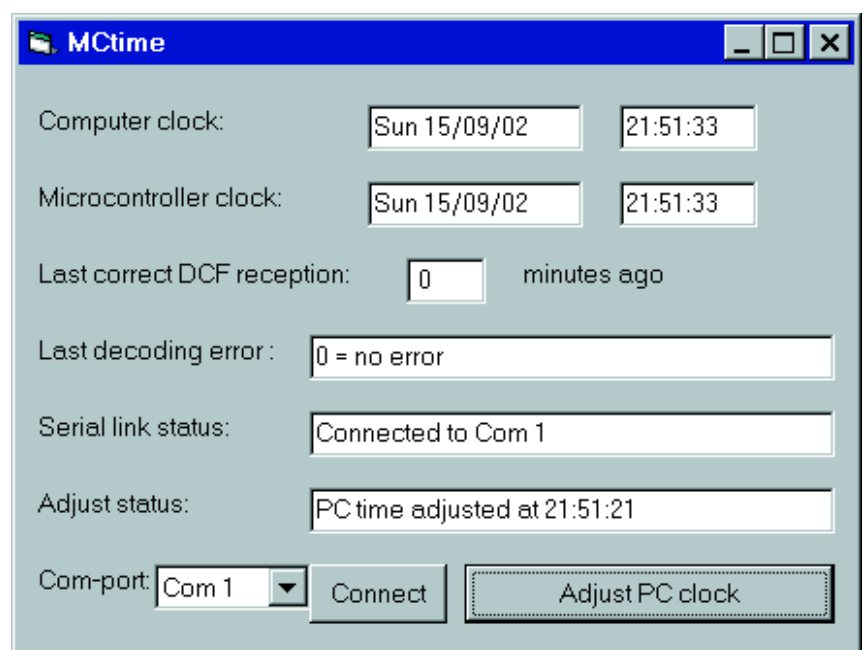 MCtime
Computer clock: Sun 15/09/02 21:51:33
Microcontroller clock: Sun 15/09/02 21:51:33
Last correct DCF reception: 0 minutes ago
Last decoding error : 0 = no error
Serial link status: Connected to Com 1
Adjust status: PC time adjusted at 21:51:21
Com-port: Com 1 Connect Adjust PC clock